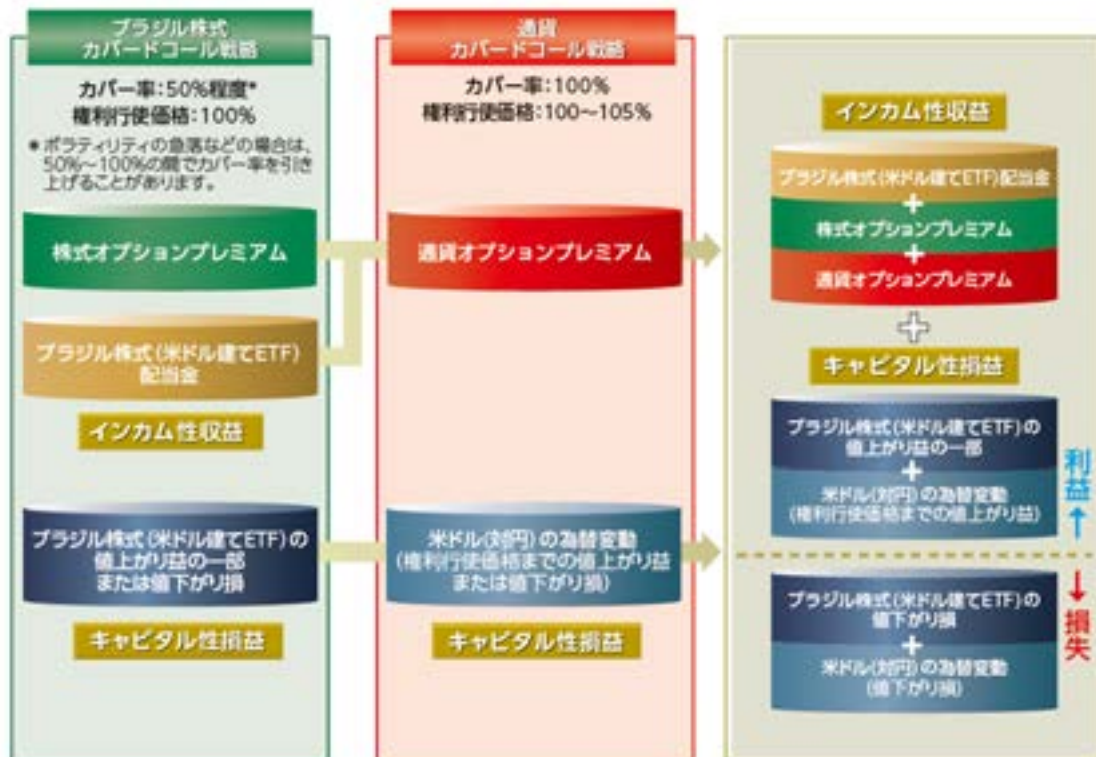 ブラジル株式
カバードコール戦略
カバー率：50%程度*
権利行使価格：100%
*ボラティリティの急落などの場合は、
50%～100%の間でカバー率を引き
上げることがあります。
株式オプションプレミアム
ブラジル株式（米ドル建てETF）
配当金
インカム性収益
ブラジル株式（米ドル建てETF）の
値上がり益の一部
または値下がり損
キャピタル性損益
通貨
カバードコール戦略
カバー率：100%
権利行使価格：100～105%
通貨オプションプレミアム
米ドル（対円）の為替変動
（権利行使価格までの値上がり益
または値下がり損）
キャピタル性損益
インカム性収益
ブラジル株式（米ドル建てETF）配当金
+
株式オプションプレミアム
+
通貨オプションプレミアム
+
キャピタル性損益
ブラジル株式（米ドル建てETF）の
値上がり益の一部
+
米ドル（対円）の為替変動
（権利行使価格までの値上がり益）
利益↑
ブラジル株式（米ドル建てETF）の
値下がり損
+
米ドル（対円）の為替変動
（値下がり損）
↓損失